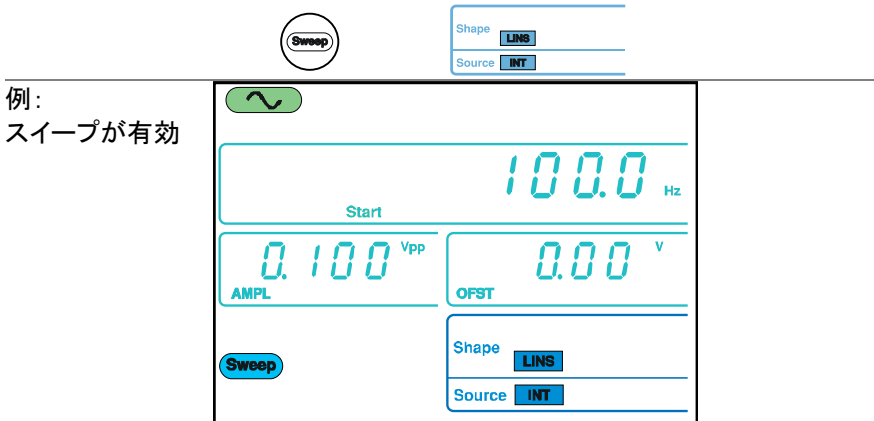 Sweep
Shape LINS
Source INT
例:
スイープが有効
100.0 Hz
Start
0.100 Vpp
AMPL
0.00 V
OFST
Sweep
Shape LINS
Source INT